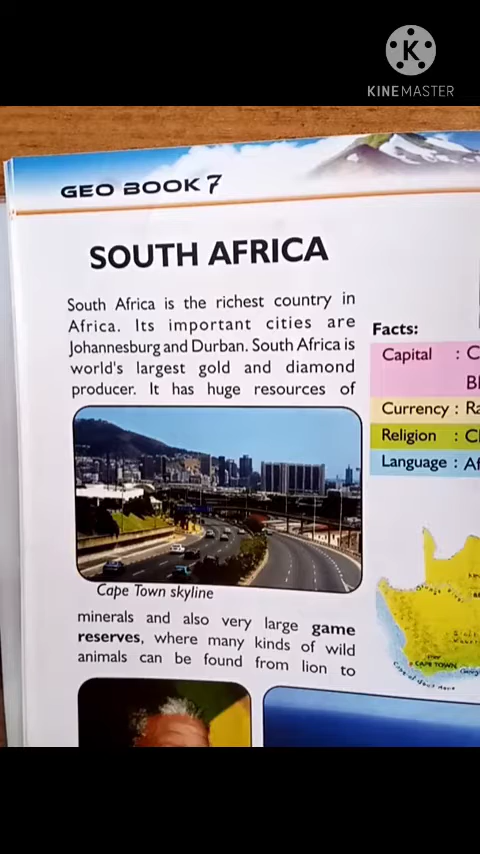 KINEMASTER
GEO BOOK 7
SOUTH AFRICA
South Africa is the richest country in
Africa. Its important cities are
Johannesburg and Durban. South Africa is
world's largest gold and diamond
producer. It has huge resources of
Cape Town skyline
minerals and also very large game
reserves, where many kinds of wild
animals can be found from lion to
Facts:
Capital :
Currency :
Religion :
Language :
CAPE TOWN